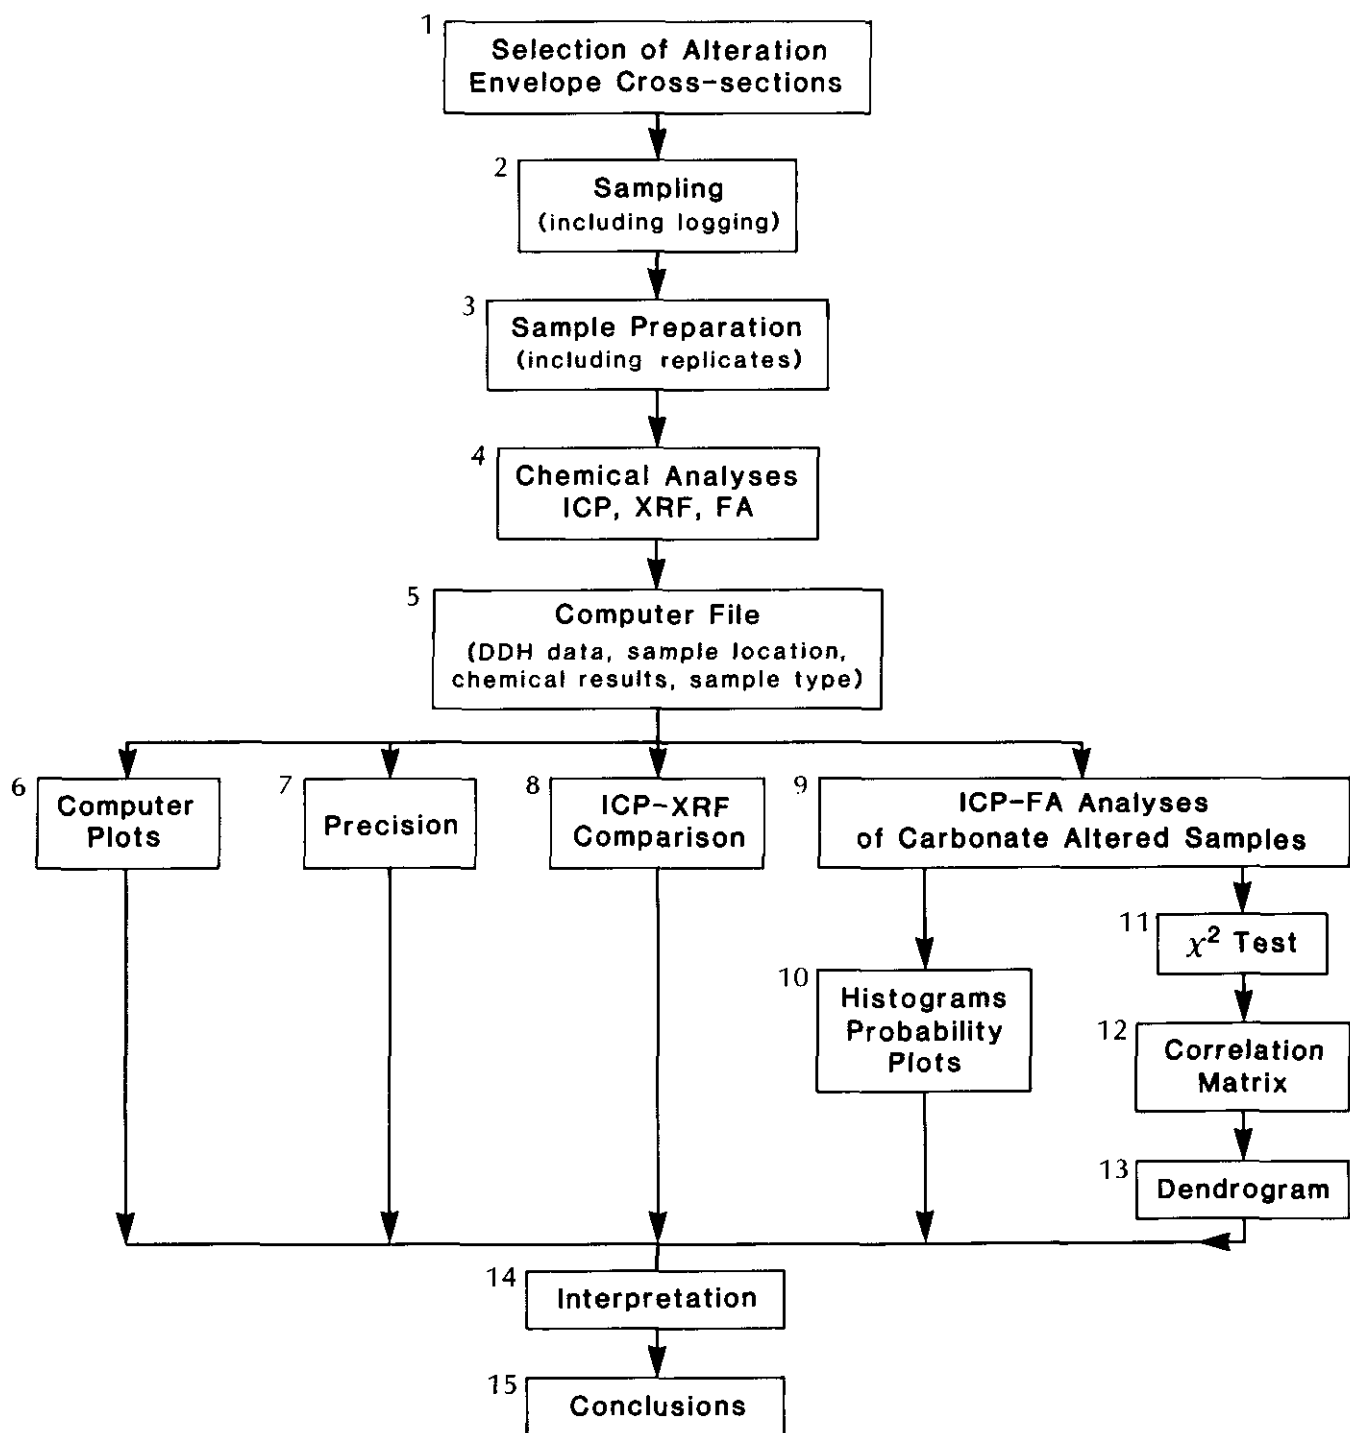 1
Selection of Alteration
Envelope Cross-sections
2
Sampling
(including logging)
3
Sample Preparation
(including replicates)
4
Chemical Analyses
ICP, XRF, FA
5
Computer File
(DDH data, sample location,
chemical results, sample type)
6
Computer
Plots
7
Precision
8
ICP-XRF
Comparison
9
ICP-FA Analyses
of Carbonate Altered Samples
10
Histograms
Probability
Plots
11
χ² Test
12
Correlation
Matrix
13
Dendrogram
14
Interpretation
15
Conclusions